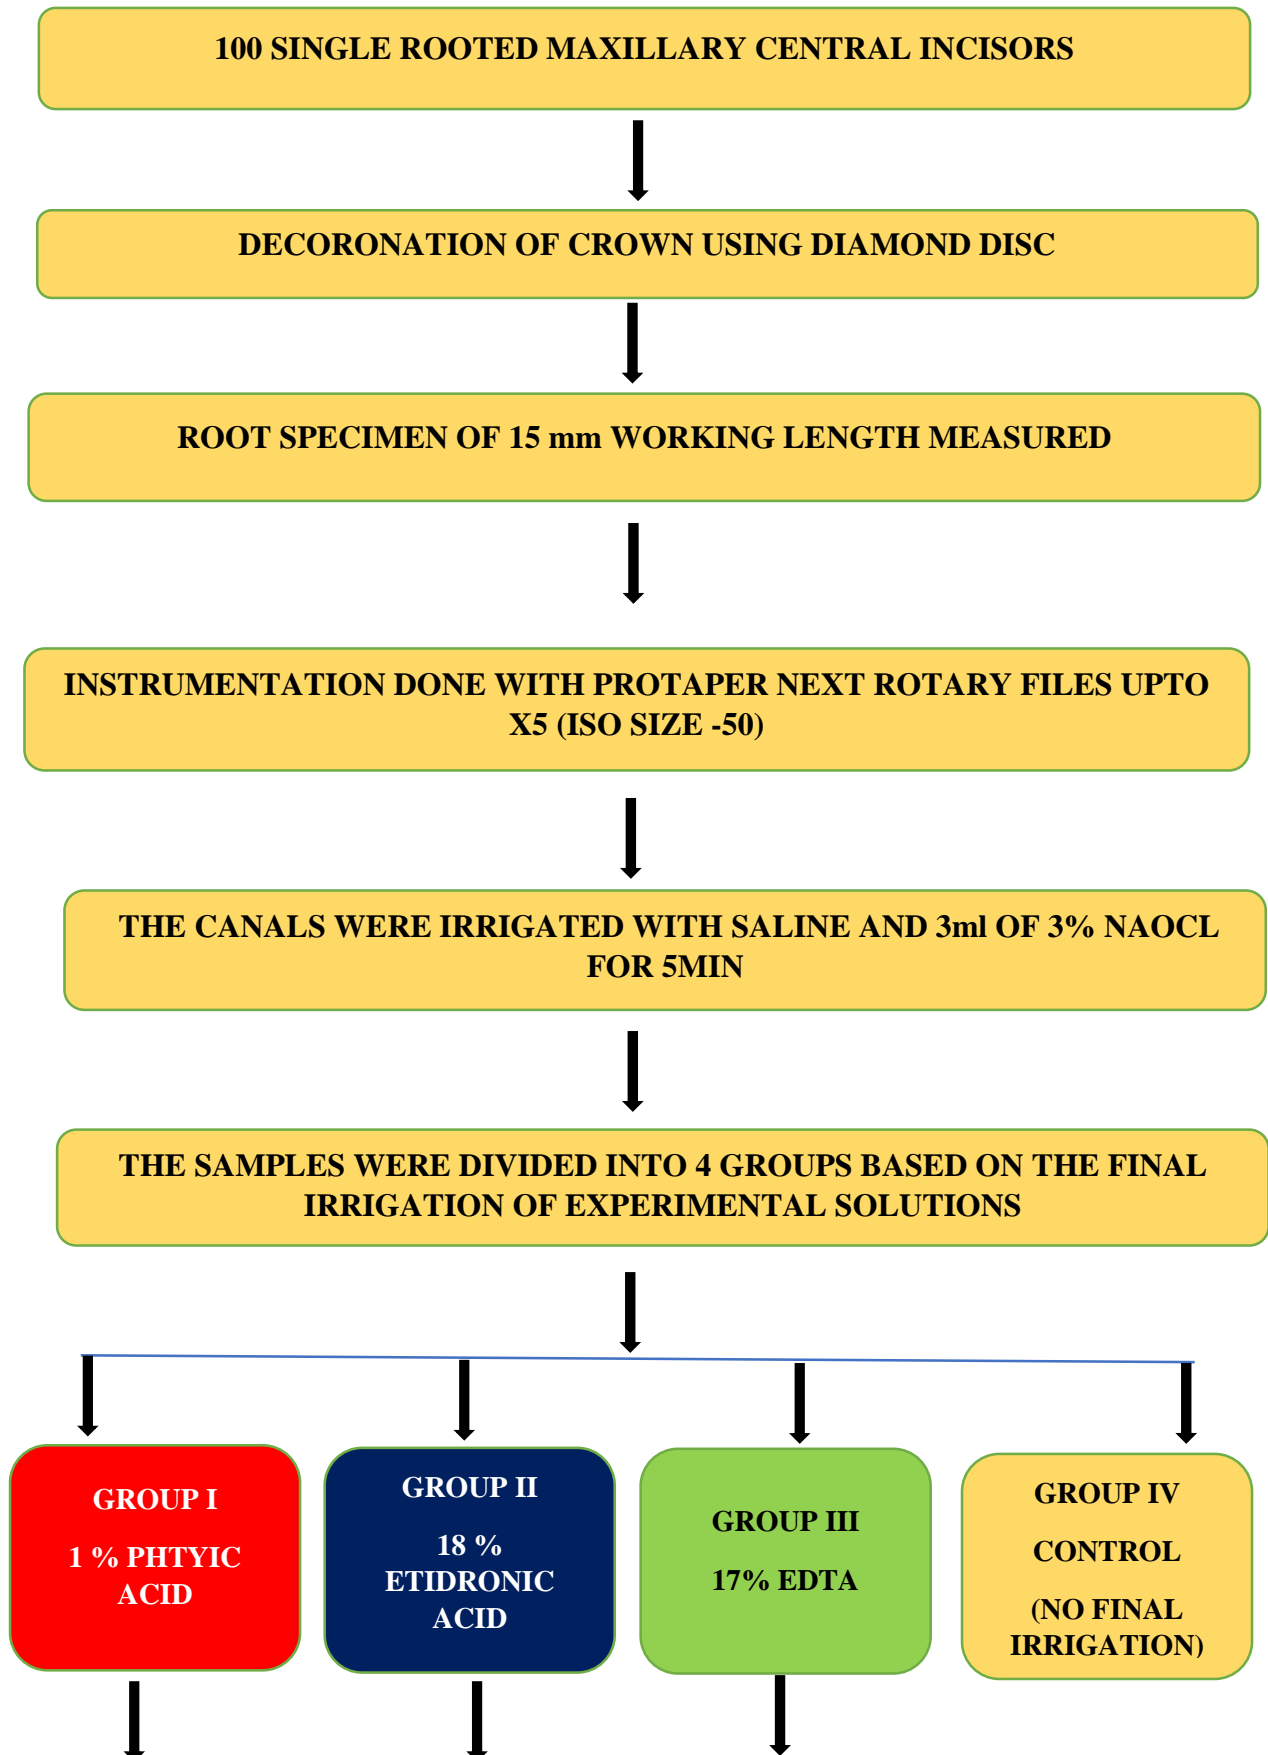 100 SINGLE ROOTED MAXILLARY CENTRAL INCISORS
DECORONATION OF CROWN USING DIAMOND DISC
ROOT SPECIMEN OF 15 mm WORKING LENGTH MEASURED
INSTRUMENTATION DONE WITH PROTAPER NEXT ROTARY FILES UPTO
X5 (ISO SIZE -50)
THE CANALS WERE IRRIGATED WITH SALINE AND 3ml OF 3% NAOCL
FOR 5MIN
THE SAMPLES WERE DIVIDED INTO 4 GROUPS BASED ON THE FINAL
IRRIGATION OF EXPERIMENTAL SOLUTIONS
GROUP I
1 % PHTYIC
ACID
GROUP II
18 %
ETIDRONIC
ACID
GROUP III
17% EDTA
GROUP IV
CONTROL
(NO FINAL
IRRIGATION)